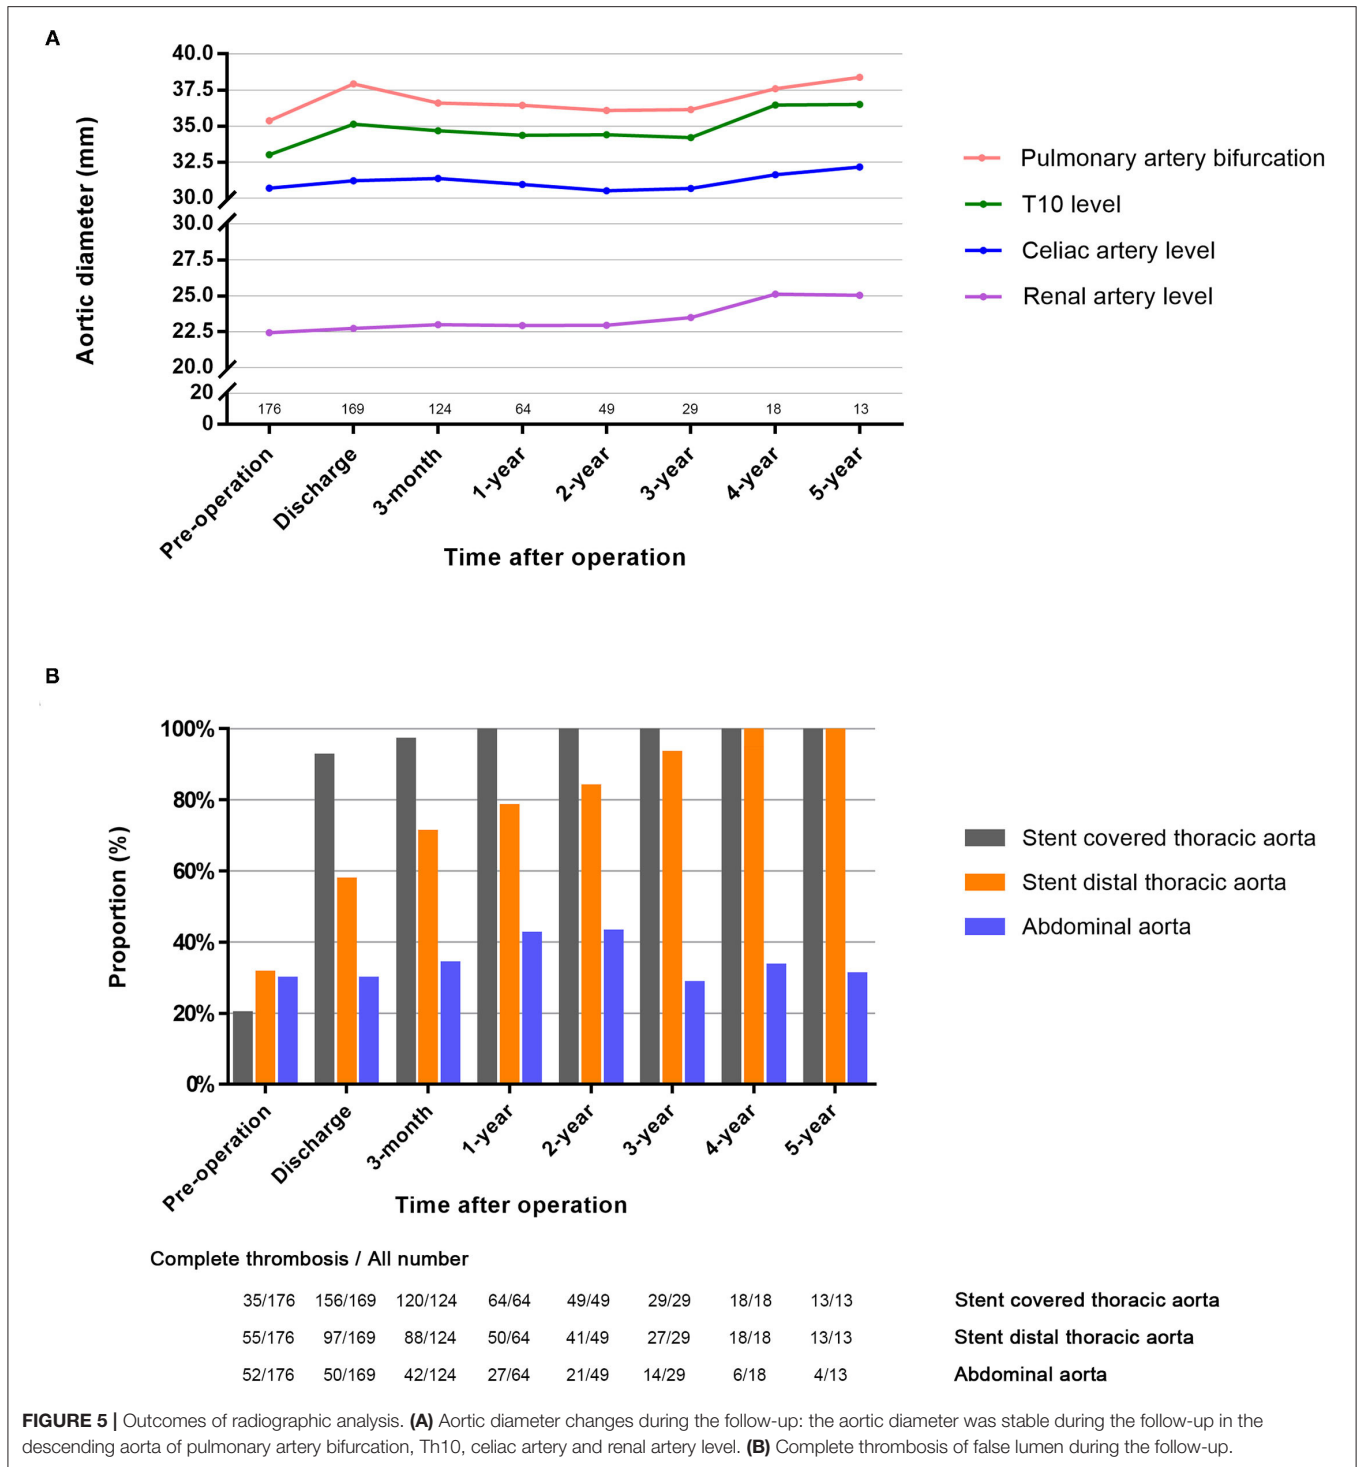 A
40.0
37.5
35.0
32.5
30.0
30.0
27.5
25.0
22.5
20.0
20
0
Aortic diameter (mm)
176 169 124 64 49 29 18 13
Pre-operation
Discharge
3-month
1-year
2-year
3-year
4-year
5-year
Time after operation
Pulmonary artery bifurcation
T10 level
Celiac artery level
Renal artery level
B
100%
80%
60%
40%
20%
0%
Proportion (%)
Pre-operation
Discharge
3-month
1-year
2-year
3-year
4-year
5-year
Time after operation
Stent covered thoracic aorta
Stent distal thoracic aorta
Abdominal aorta
Complete thrombosis / All number
35/176 156/169 120/124 64/64 49/49 29/29 18/18 13/13 Stent covered thoracic aorta
55/176 97/169 88/124 50/64 41/49 27/29 18/18 13/13 Stent distal thoracic aorta
52/176 50/169 42/124 27/64 21/49 14/29 6/18 4/13 Abdominal aorta
FIGURE 5 | Outcomes of radiographic analysis. (A) Aortic diameter changes during the follow-up: the aortic diameter was stable during the follow-up in the
descending aorta of pulmonary artery bifurcation, Th10, celiac artery and renal artery level. (B) Complete thrombosis of false lumen during the follow-up.